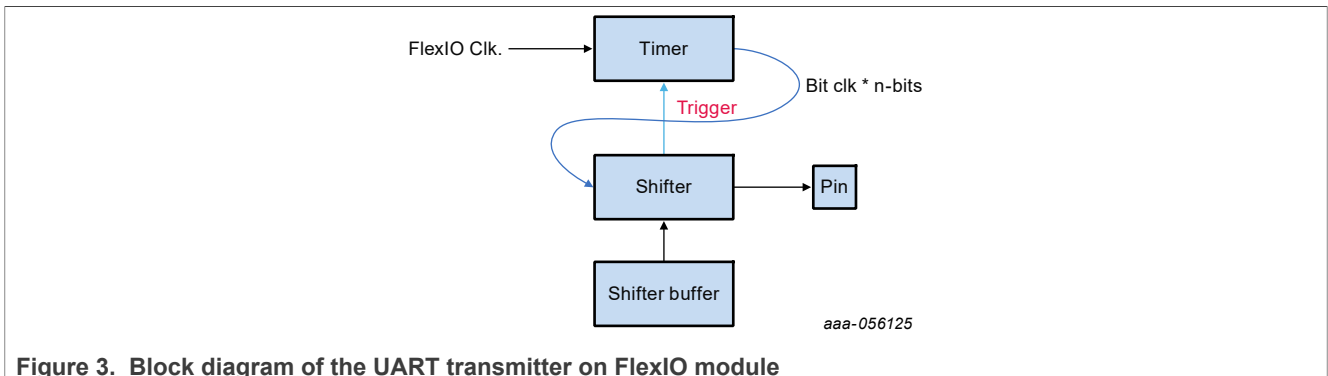 FlexIO Clk.
Timer
Bit clk * n-bits
Trigger
Shifter
Pin
Shifter buffer
aaa-056125
Figure 3. Block diagram of the UART transmitter on FlexIO module